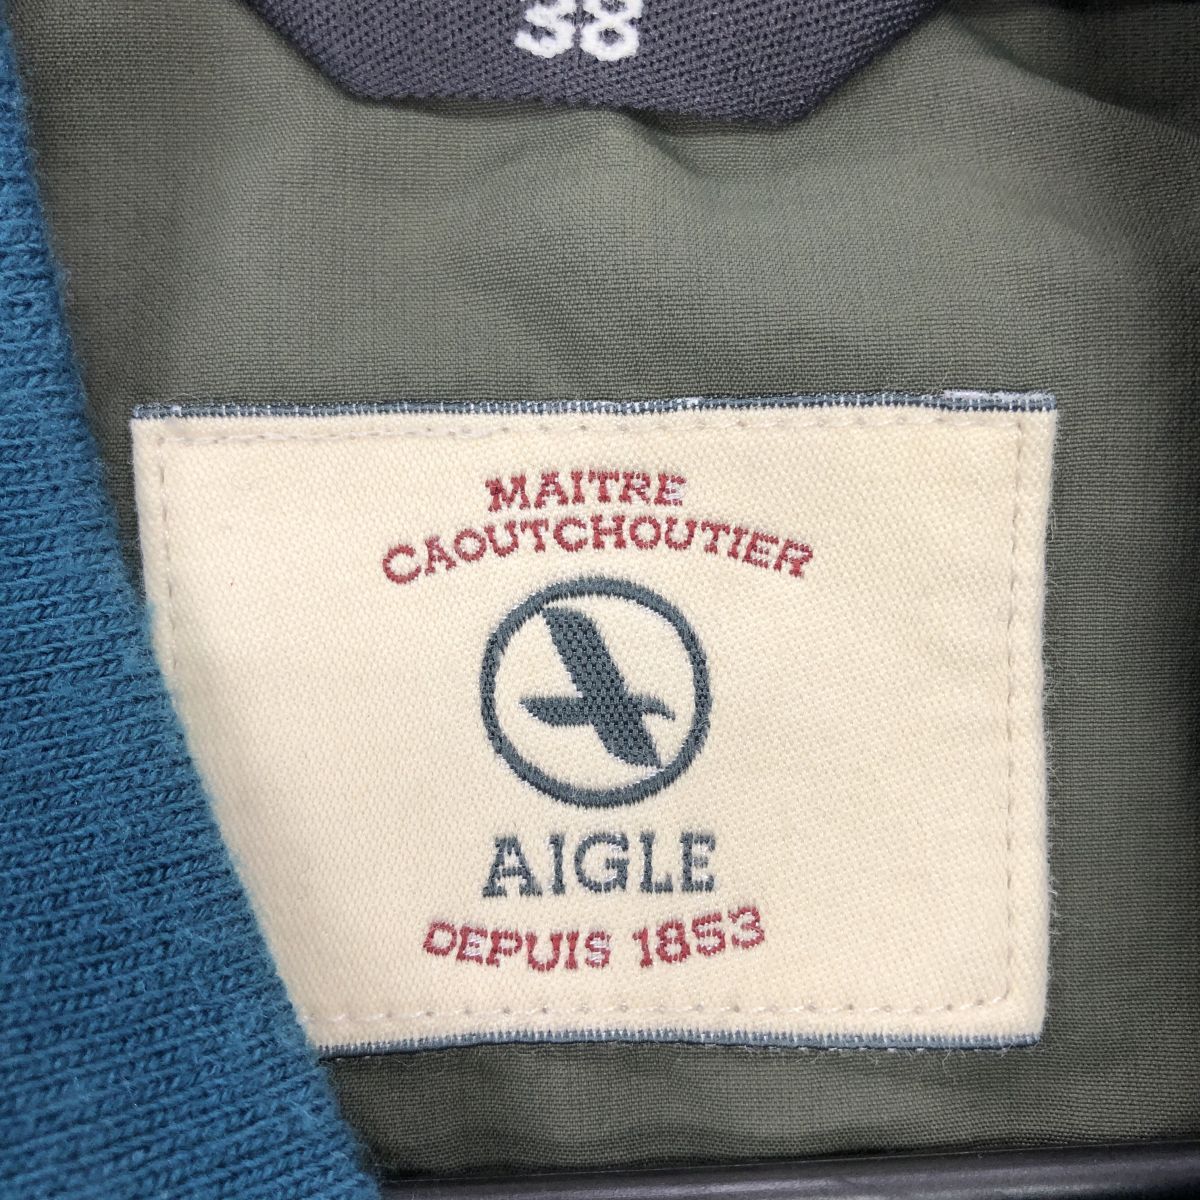 38
MAITRE
CAOUTCHOUTIER
AIGLE
DEPUIS 1853